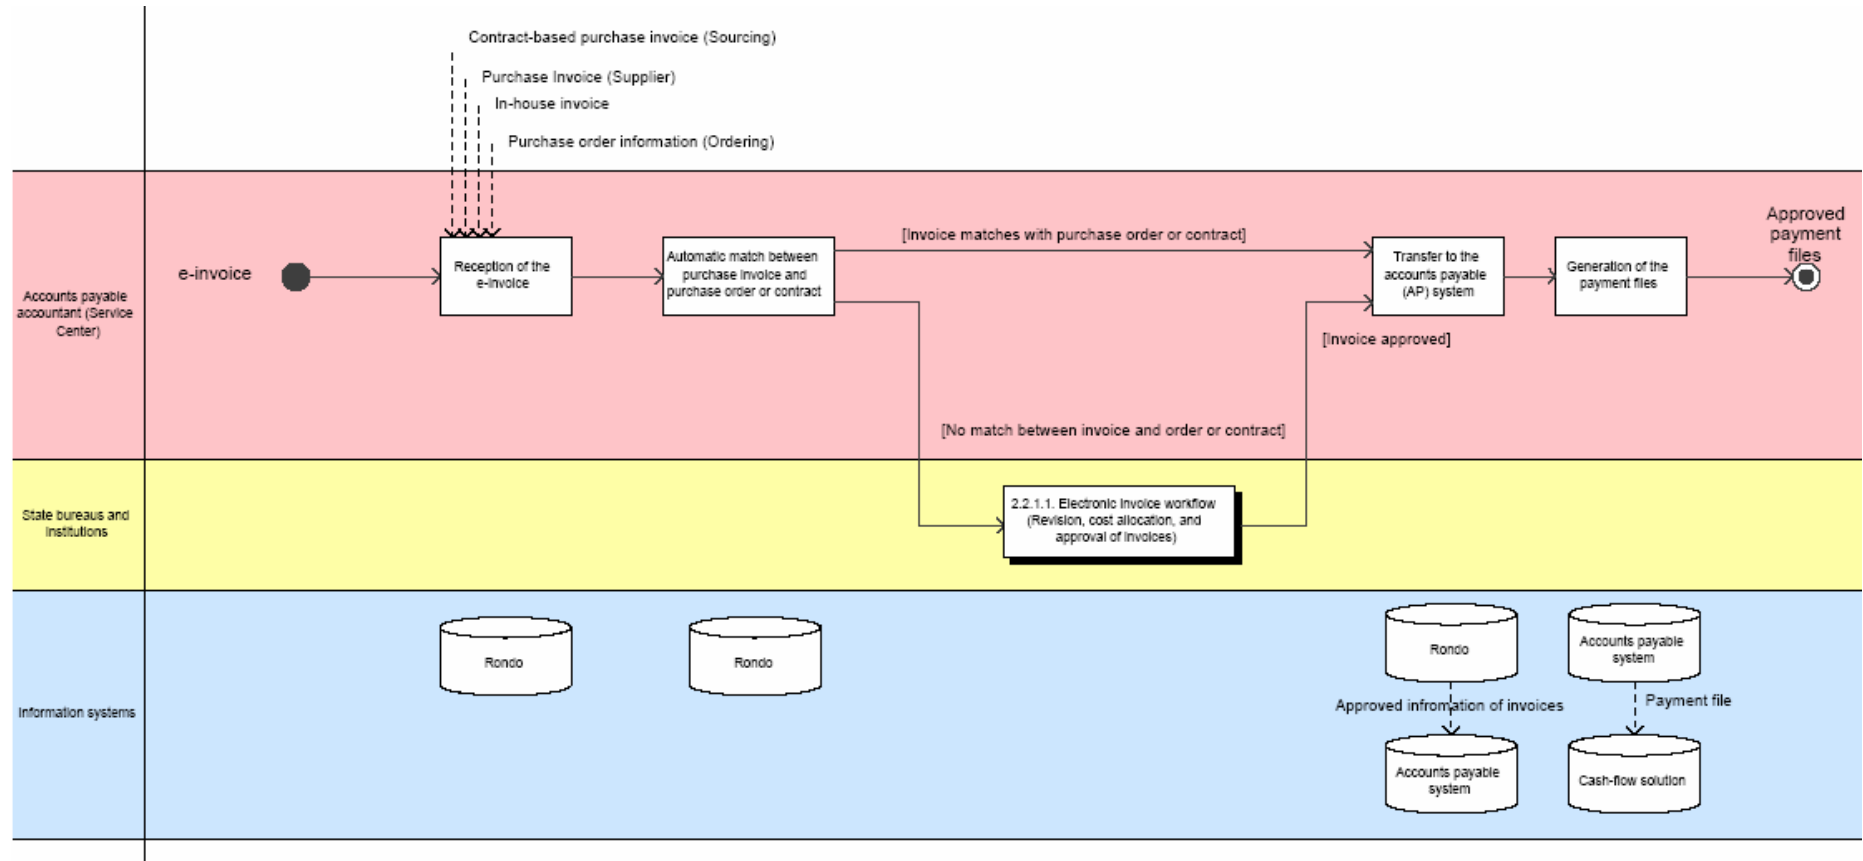 Contract-based purchase invoice (Sourcing)
Purchase Invoice (Supplier)
In-house invoice
Purchase order information (Ordering)
Accounts payable
accountant (Service
Center)
e-invoice
Reception of the
e-invoice
Automatic match between
purchase invoice and
purchase order or contract
[Invoice matches with purchase order or contract]
[No match between invoice and order or contract]
[Invoice approved]
Transfer to the
accounts payable
(AP) system
Generation of the
payment files
Approved
payment
files
State bureaus and
institutions
2.2.1.1. Electronic invoice workflow
(Revision, cost allocation, and
approval of invoices)
Information systems
Rondo
Rondo
Rondo
Approved infromation of invoices
Accounts payable
system
Accounts payable
system
Payment file
Cash-flow solution